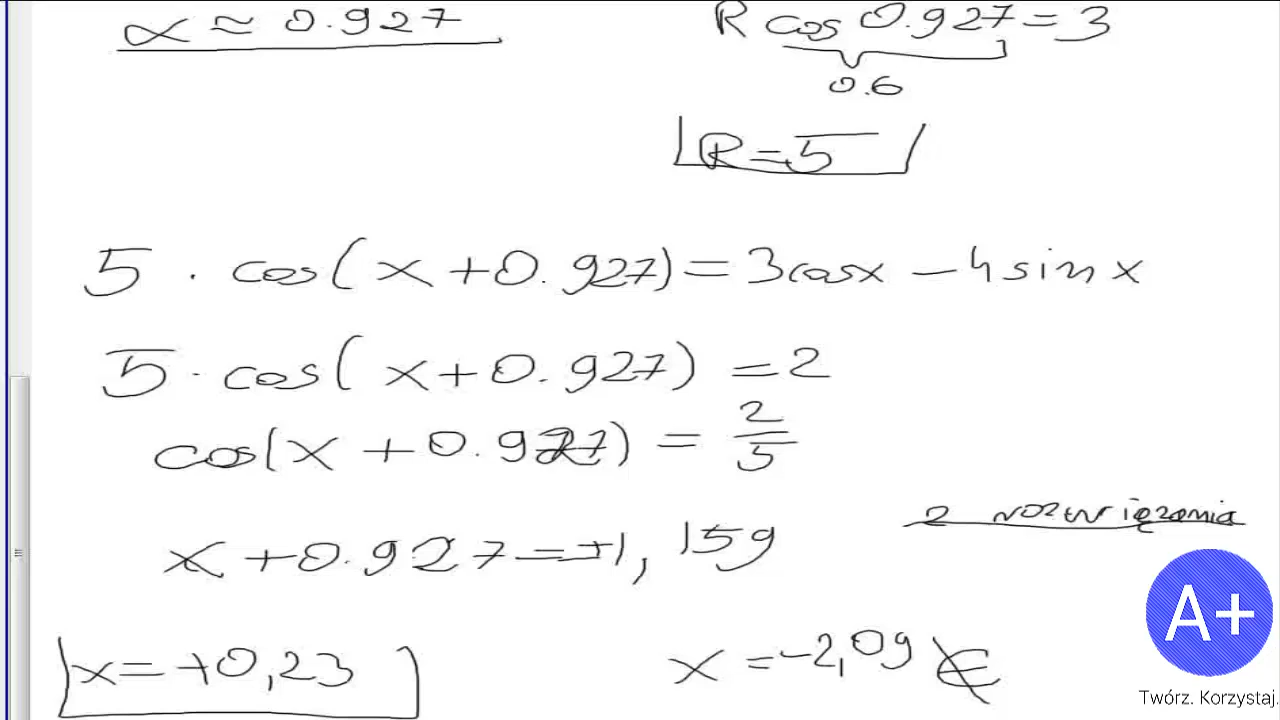 α ≈ 0.927
R cos 0.927 = 3
0.6
R = 5
5 · cos(x + 0.927) = 3cosx - 4sinx
5 · cos(x + 0.927) = 2
cos(x + 0.927) = 2/5
2 rozwiązania
x + 0.927 = ±1,159
x = +0,23
x = -2,09
A+
Twórz. Korzystaj.